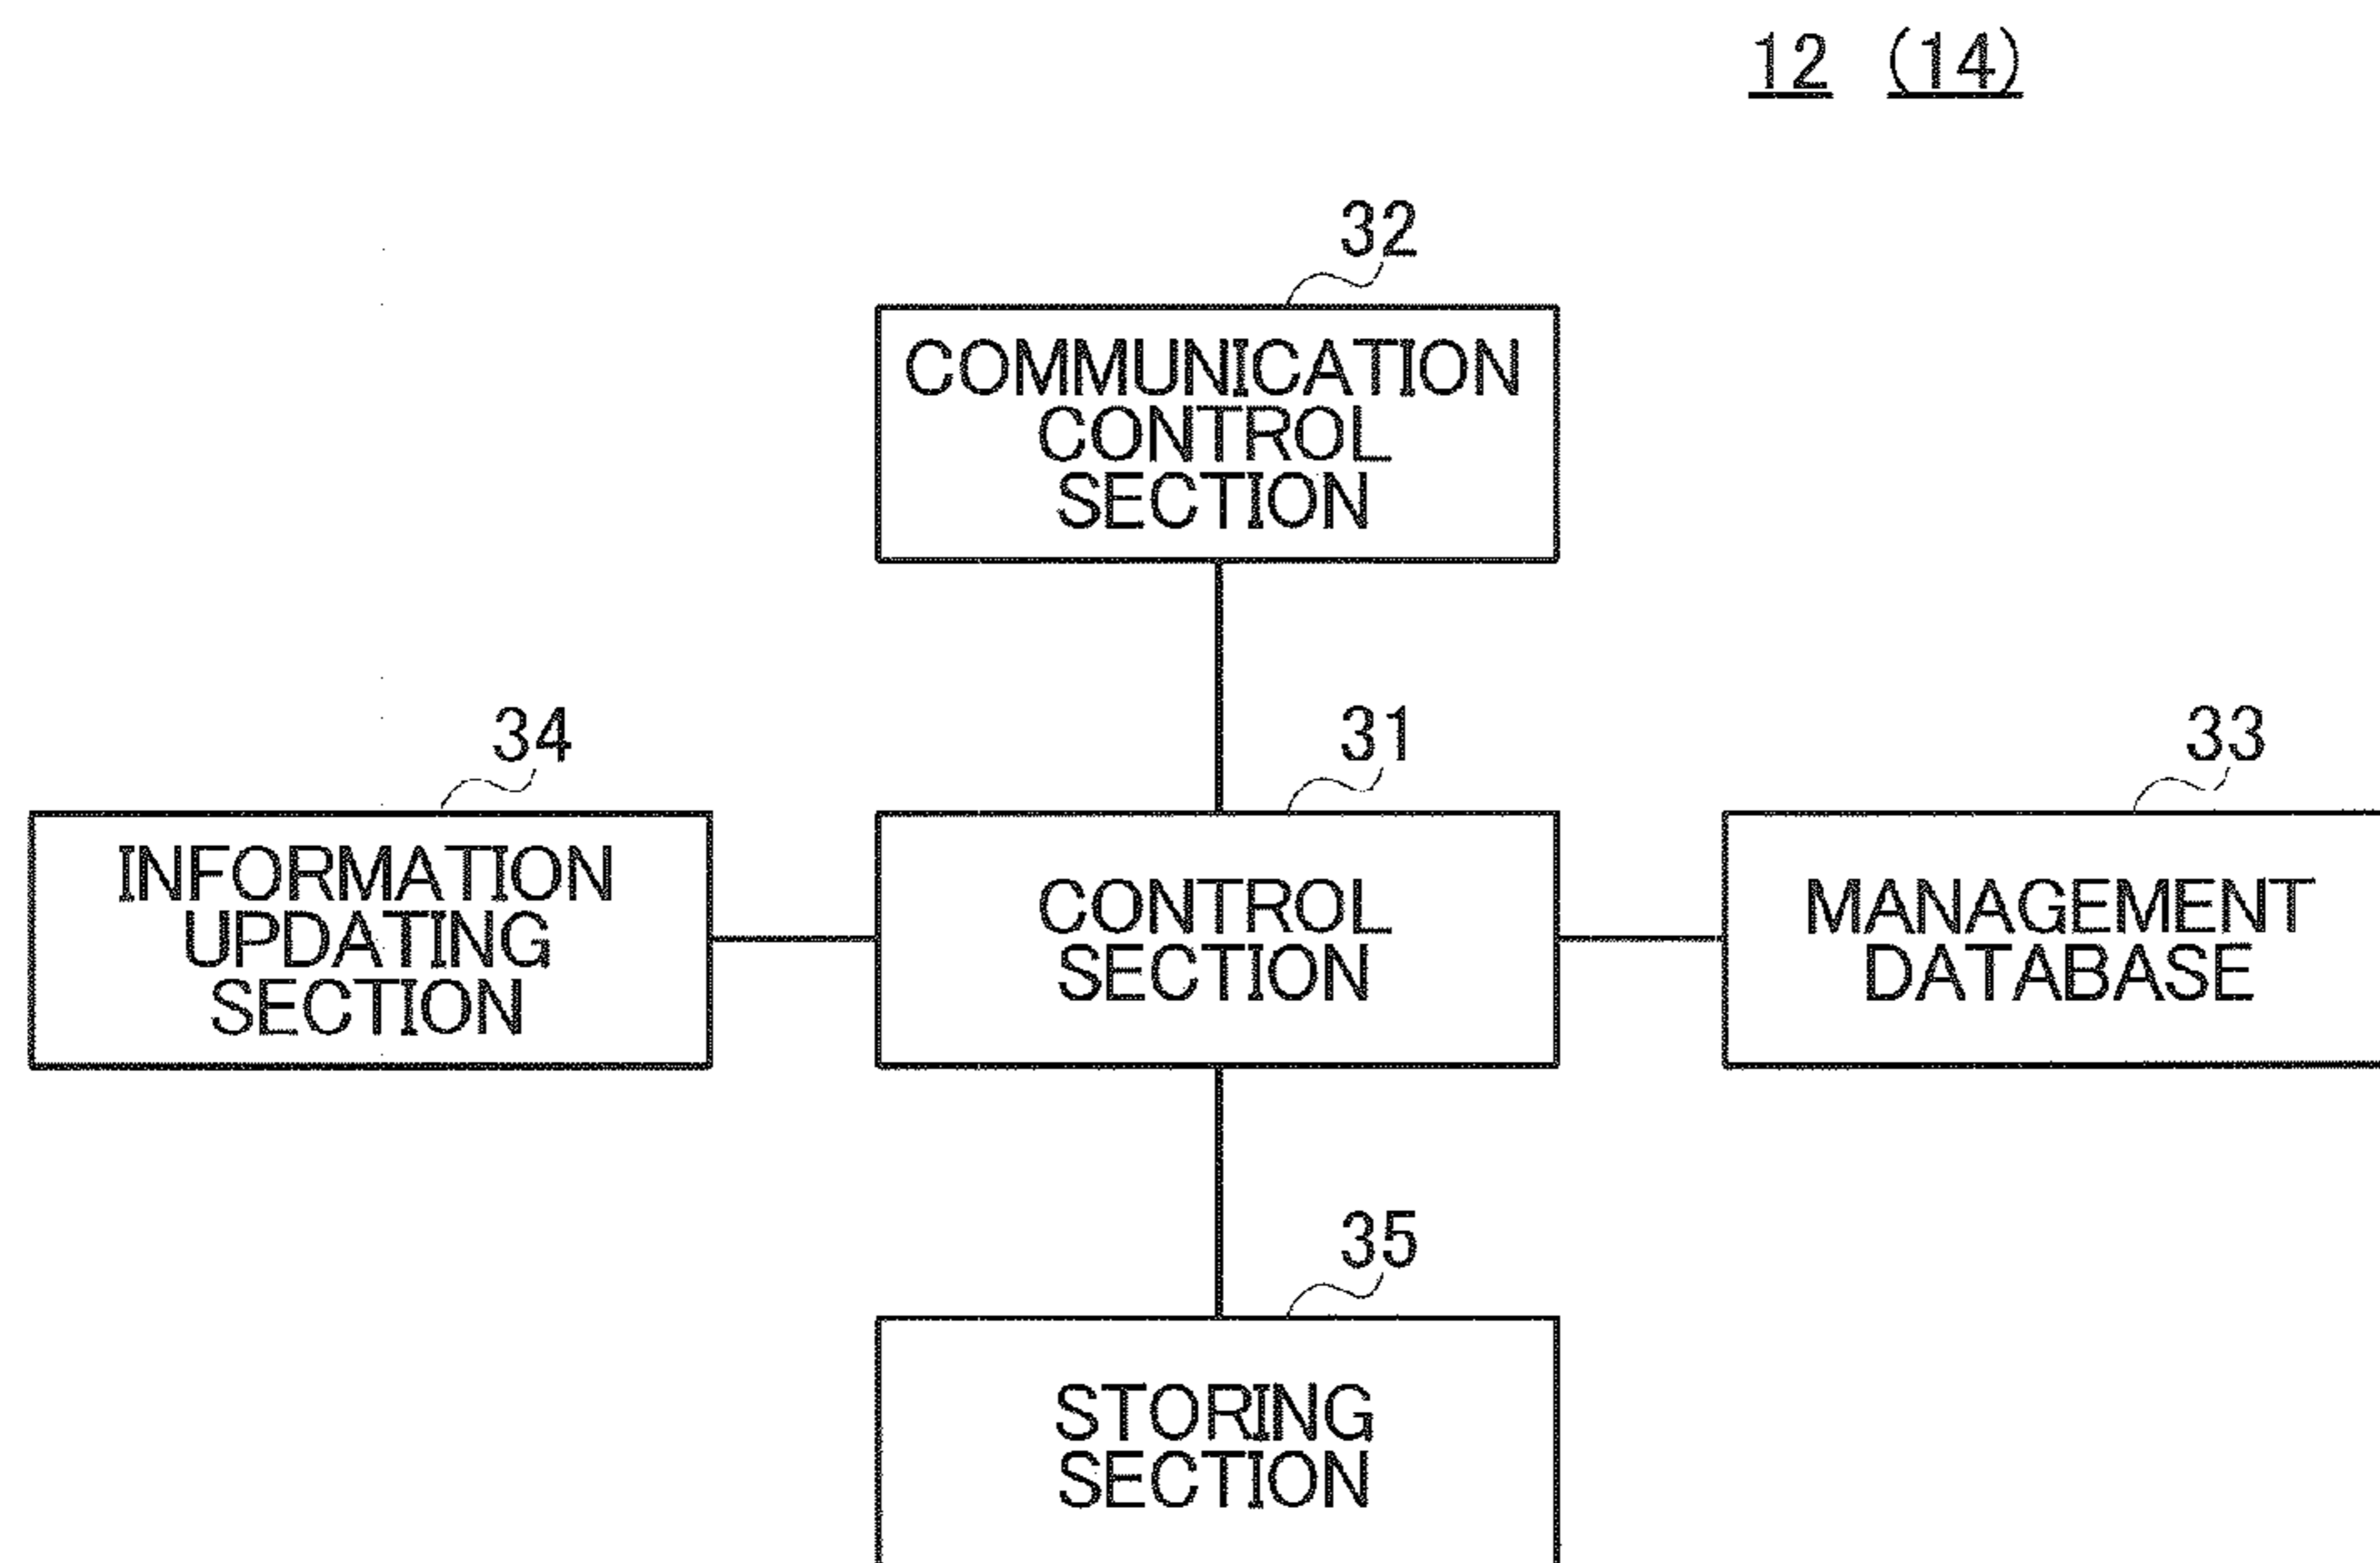 12 (14)
32
COMMUNICATION
CONTROL
SECTION
34
INFORMATION
UPDATING
SECTION
31
CONTROL
SECTION
33
MANAGEMENT
DATABASE
35
STORING
SECTION